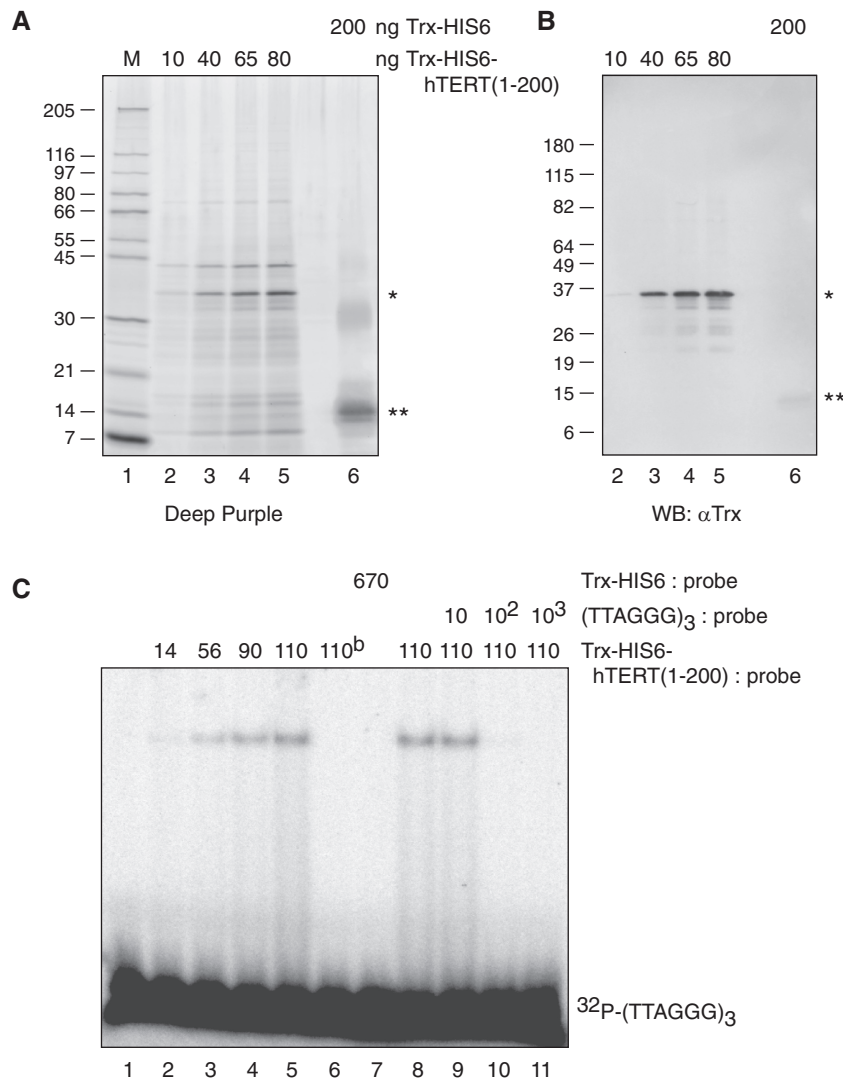 A
200 ng Trx-HIS6
M 10 40 65 80 ng Trx-HIS6-
hTERT(1-200)
205
116
97
80
66
55
45
30
21
14
7
*
**
1 2 3 4 5 6
Deep Purple
B
200
10 40 65 80
180
115
82
64
49
37
26
19
15
6
*
**
2 3 4 5 6
WB: αTrx
C
670 Trx-HIS6 : probe
10 10² 10³ (TTAGGG)₃ : probe
14 56 90 110 110ᵇ 110 110 110 110 Trx-HIS6-
hTERT(1-200) : probe
³²P-(TTAGGG)₃
1 2 3 4 5 6 7 8 9 10 11